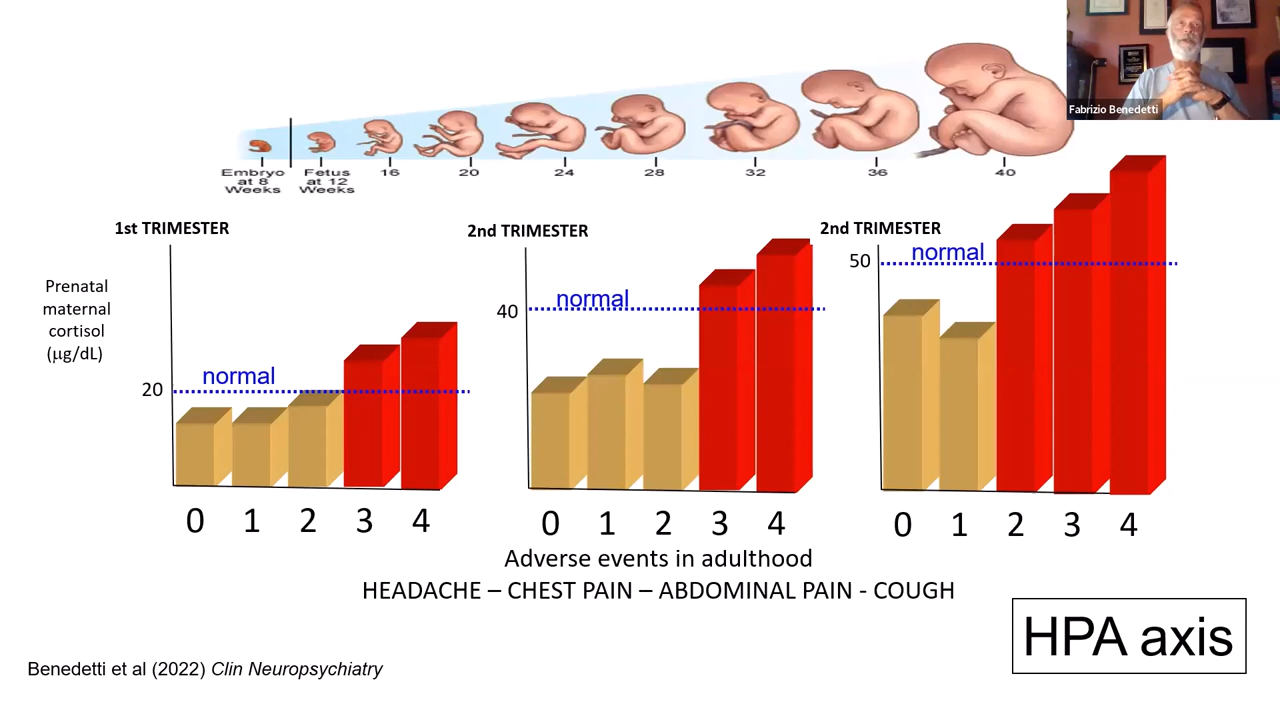 Fabrizio Benedetti
Embryo
at 8
Weeks
Fetus
at 12
Weeks
16
20
24
28
32
36
40
1st TRIMESTER
Prenatal
maternal
cortisol
(µg/dL)
20
normal
0 1 2 3 4
2nd TRIMESTER
40
normal
0 1 2 3 4
2nd TRIMESTER
50
normal
0 1 2 3 4
Adverse events in adulthood
HEADACHE – CHEST PAIN – ABDOMINAL PAIN - COUGH
HPA axis
Benedetti et al (2022) Clin Neuropsychiatry